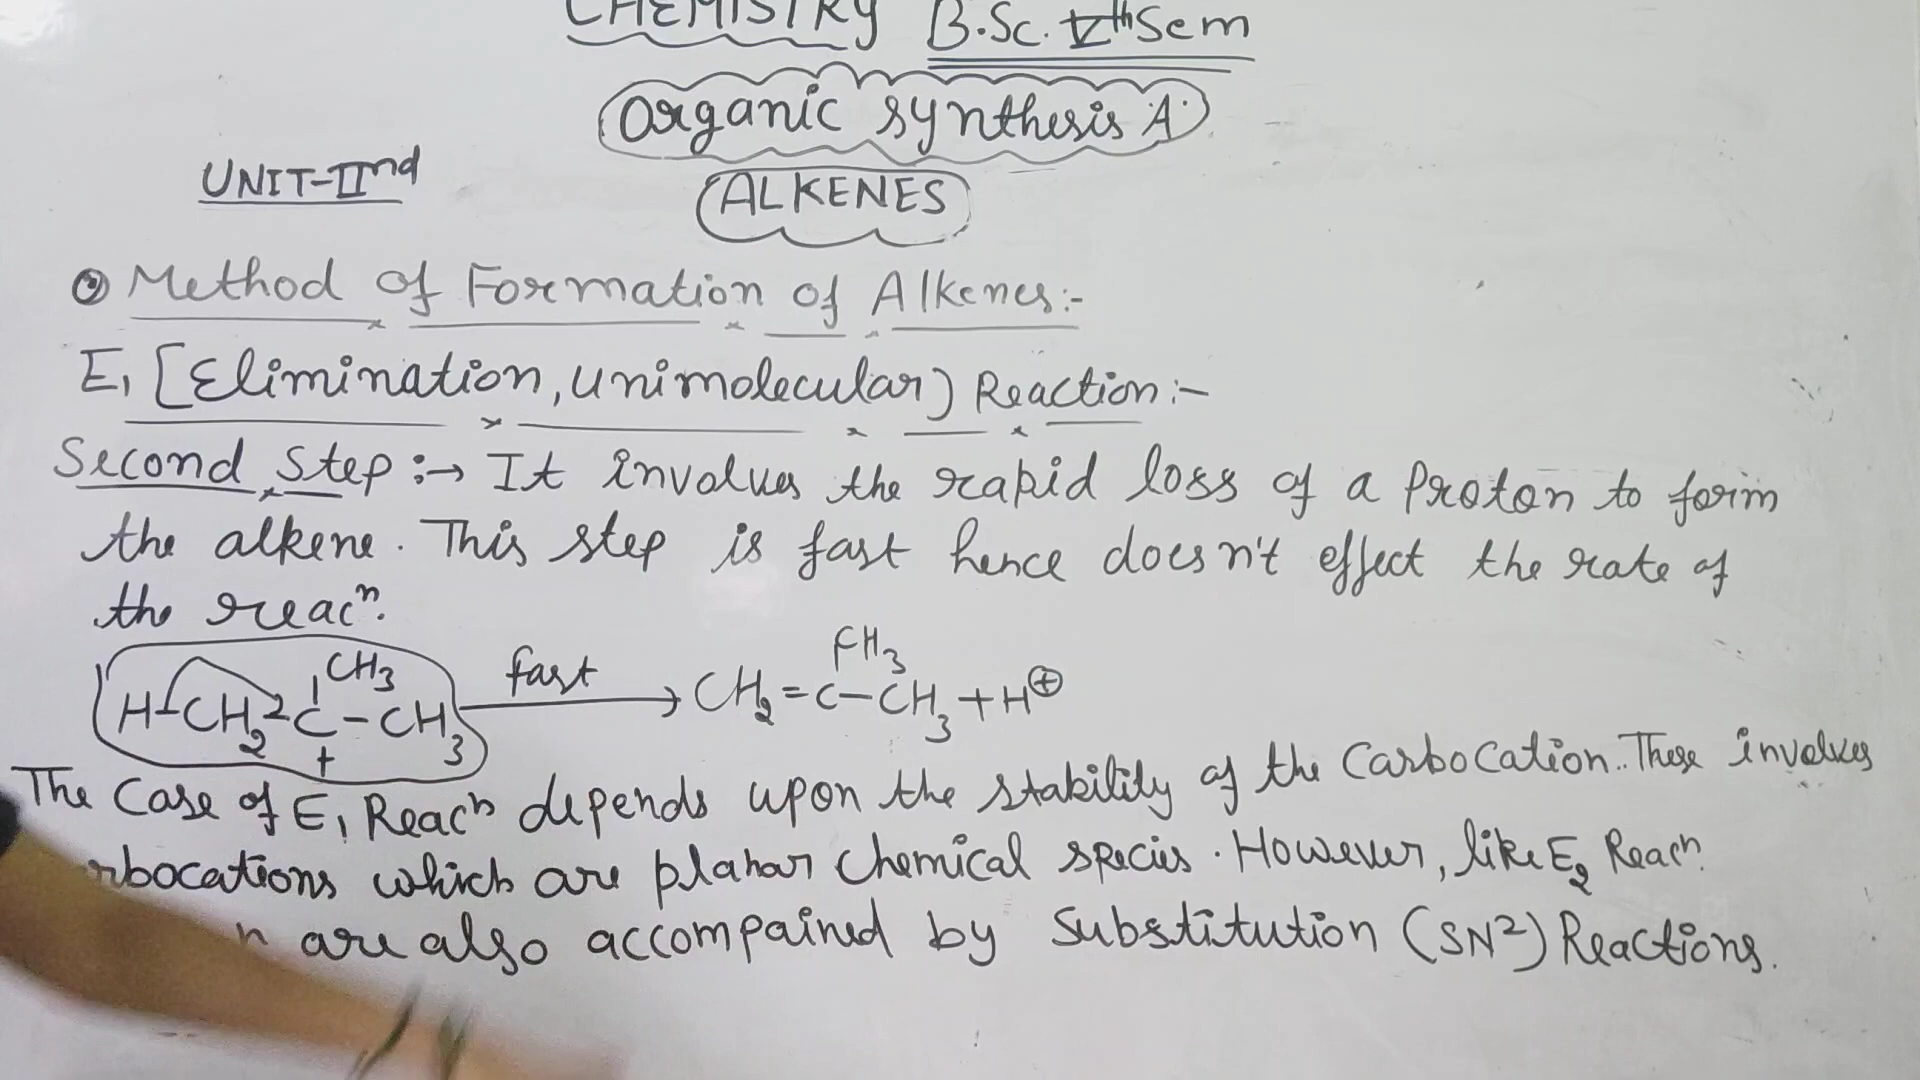 CHEMISTRY B.Sc. Vth Sem
Organic synthesis A
UNIT-IInd
ALKENES
Method of Formation of Alkenes:-
E1 [Elimination, unimolecular) Reaction:-
Second Step :→ It involves the rapid loss of a Proton to form
the alkene. This step is fast hence doesn't effect the rate of
the reacn.
H-CH2-C-CH3 CH3 + fast → CH2=C-CH3 CH3 + H⊕
The Case of E1 Reacn depends upon the stability of the Carbocation. These involves
rbocations which are planar chemical species. However, like E2 Reacn.
n are also accompained by Substitution (SN2) Reactions.